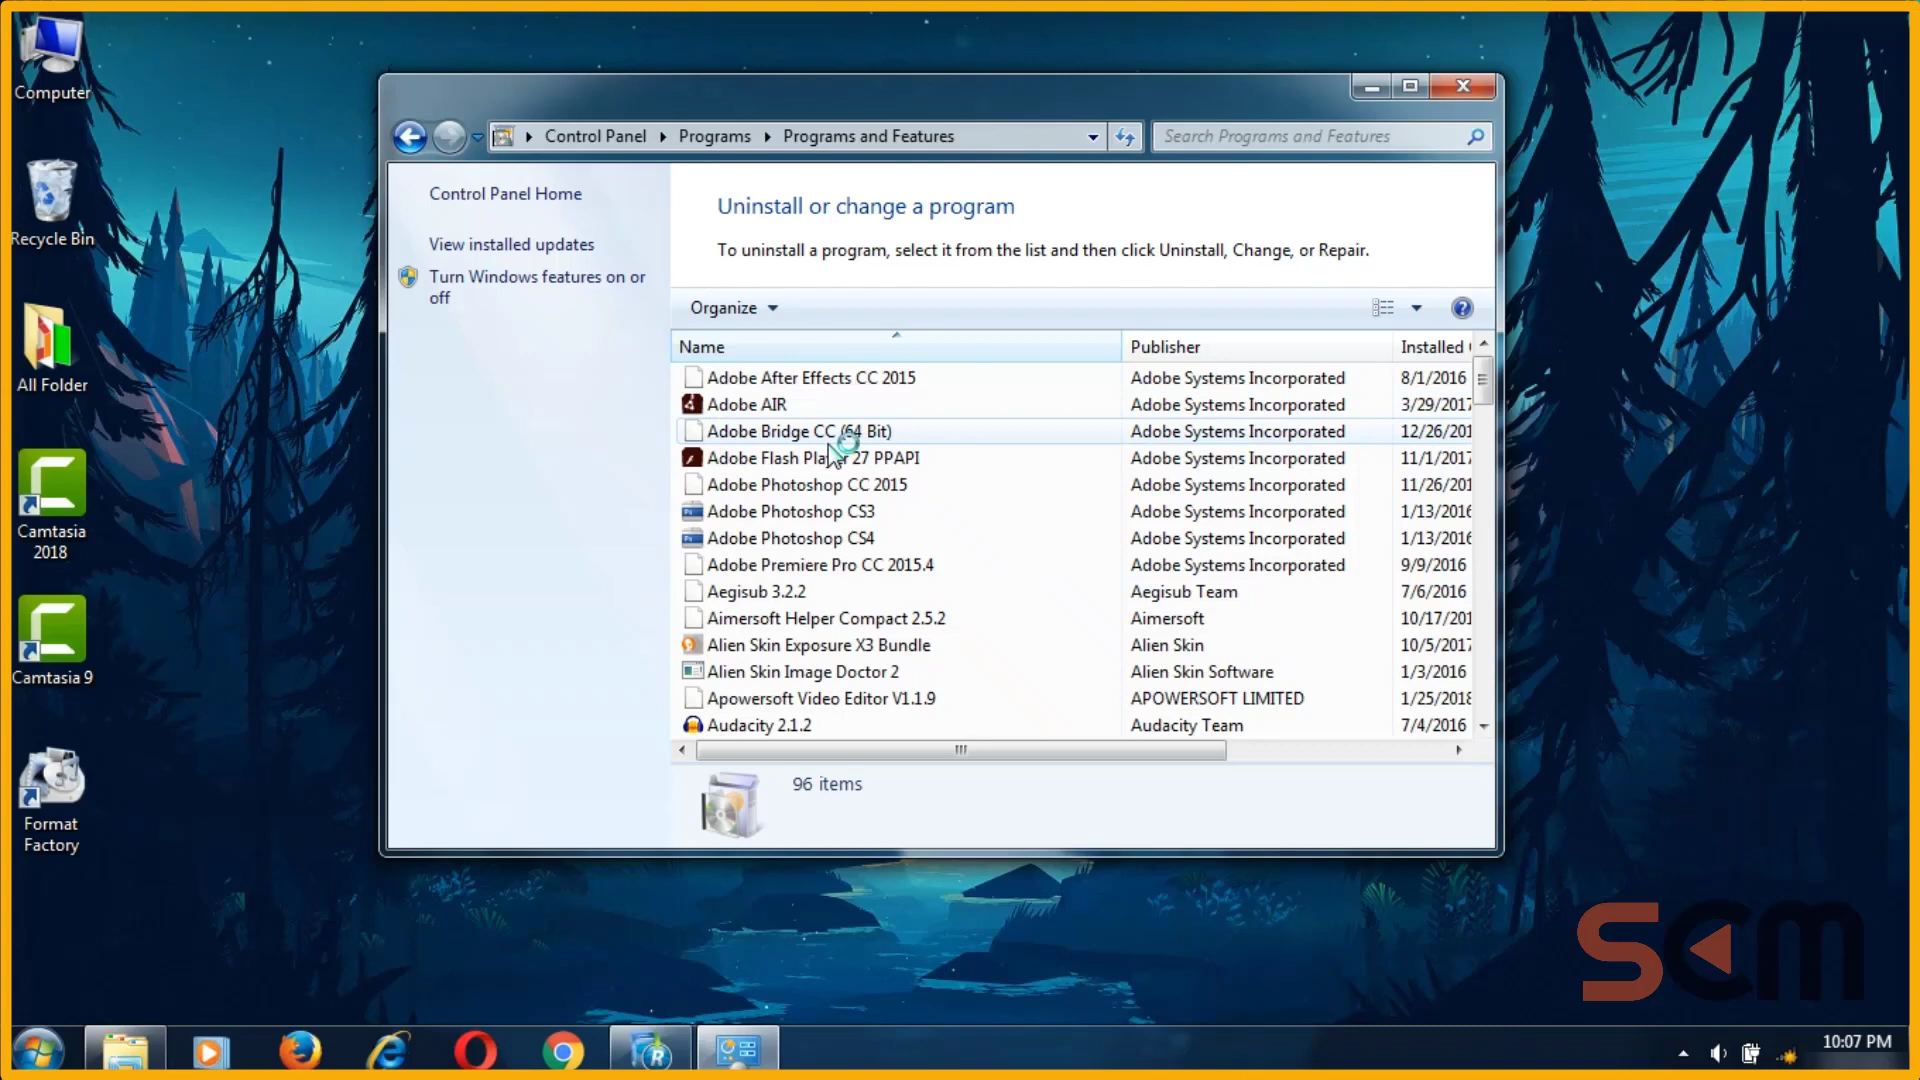 Computer
Recycle Bin
All Folder
Camtasia
2018
Camtasia 9
Format
Factory
Control Panel
Programs
Programs and Features
Search Programs and Features
Control Panel Home
View installed updates
Turn Windows features on or
off
Uninstall or change a program
To uninstall a program, select it from the list and then click Uninstall, Change, or Repair.
Organize
Name Publisher Installed
Adobe After Effects CC 2015 Adobe Systems Incorporated 8/1/2016
Adobe AIR Adobe Systems Incorporated 3/29/2017
Adobe Bridge CC (64 Bit) Adobe Systems Incorporated 12/26/201
Adobe Flash Player 27 PPAPI Adobe Systems Incorporated 11/1/2017
Adobe Photoshop CC 2015 Adobe Systems Incorporated 11/26/201
Adobe Photoshop CS3 Adobe Systems Incorporated 1/13/2016
Adobe Photoshop CS4 Adobe Systems Incorporated 1/13/2016
Adobe Premiere Pro CC 2015.4 Adobe Systems Incorporated 9/9/2016
Aegisub 3.2.2 Aegisub Team 7/6/2016
Aimersoft Helper Compact 2.5.2 Aimersoft 10/17/201
Alien Skin Exposure X3 Bundle Alien Skin 10/5/2017
Alien Skin Image Doctor 2 Alien Skin Software 1/3/2016
Apowersoft Video Editor V1.1.9 APOWERSOFT LIMITED 1/25/2018
Audacity 2.1.2 Audacity Team 7/4/2016
96 items
SCM
10:07 PM